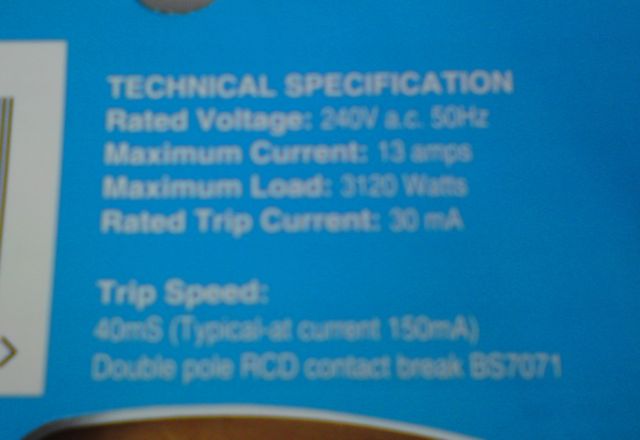 TECHNICAL SPECIFICATION
Rated Voltage: 240V a.c. 50Hz
Maximum Current: 13 amps
Maximum Load: 3120 Watts
Rated Trip Current: 30 mA
Trip Speed:
40mS (Typical-at current 150mA)
Double pole RCD contact break BS7071